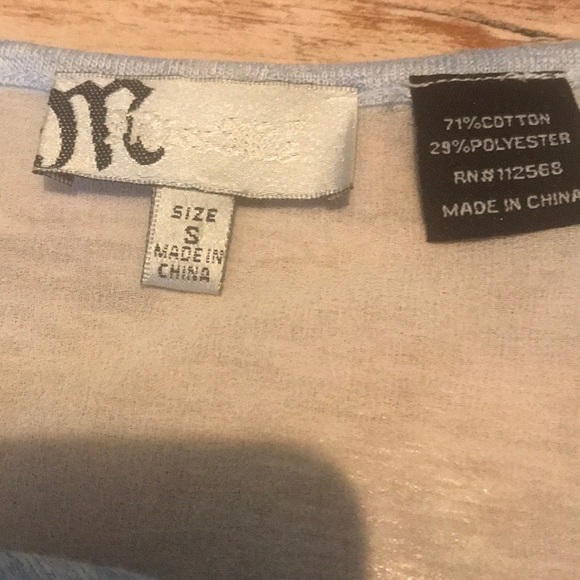 M
SIZE
S
MADE IN
CHINA
71%COTTON
29%POLYESTER
RN#112568
MADE IN CHINA